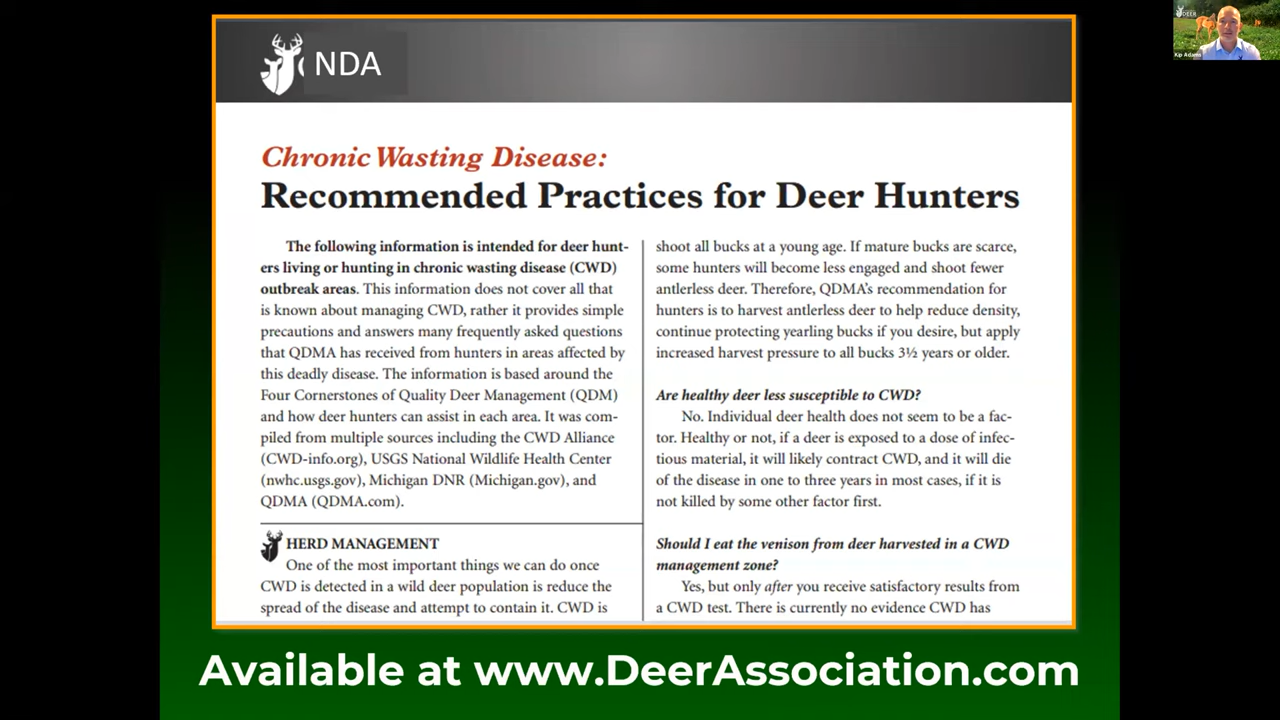 NDA
Chronic Wasting Disease:
Recommended Practices for Deer Hunters
The following information is intended for deer hunt-
ers living or hunting in chronic wasting disease (CWD)
outbreak areas. This information does not cover all that
is known about managing CWD, rather it provides simple
precautions and answers many frequently asked questions
that QDMA has received from hunters in areas affected by
this deadly disease. The information is based around the
Four Cornerstones of Quality Deer Management (QDM)
and how deer hunters can assist in each area. It was com-
piled from multiple sources including the CWD Alliance
(CWD-info.org), USGS National Wildlife Health Center
(nwhc.usgs.gov), Michigan DNR (Michigan.gov), and
QDMA (QDMA.com).
HERD MANAGEMENT
One of the most important things we can do once
CWD is detected in a wild deer population is reduce the
spread of the disease and attempt to contain it. CWD is
shoot all bucks at a young age. If mature bucks are scarce,
some hunters will become less engaged and shoot fewer
antlerless deer. Therefore, QDMA's recommendation for
hunters is to harvest antlerless deer to help reduce density,
continue protecting yearling bucks if you desire, but apply
increased harvest pressure to all bucks 3½ years or older.
Are healthy deer less susceptible to CWD?
No. Individual deer health does not seem to be a fac-
tor. Healthy or not, if a deer is exposed to a dose of infec-
tious material, it will likely contract CWD, and it will die
of the disease in one to three years in most cases, if it is
not killed by some other factor first.
Should I eat the venison from deer harvested in a CWD
management zone?
Yes, but only after you receive satisfactory results from
a CWD test. There is currently no evidence CWD has
Available at www.DeerAssociation.com
DEER
Kip Adams